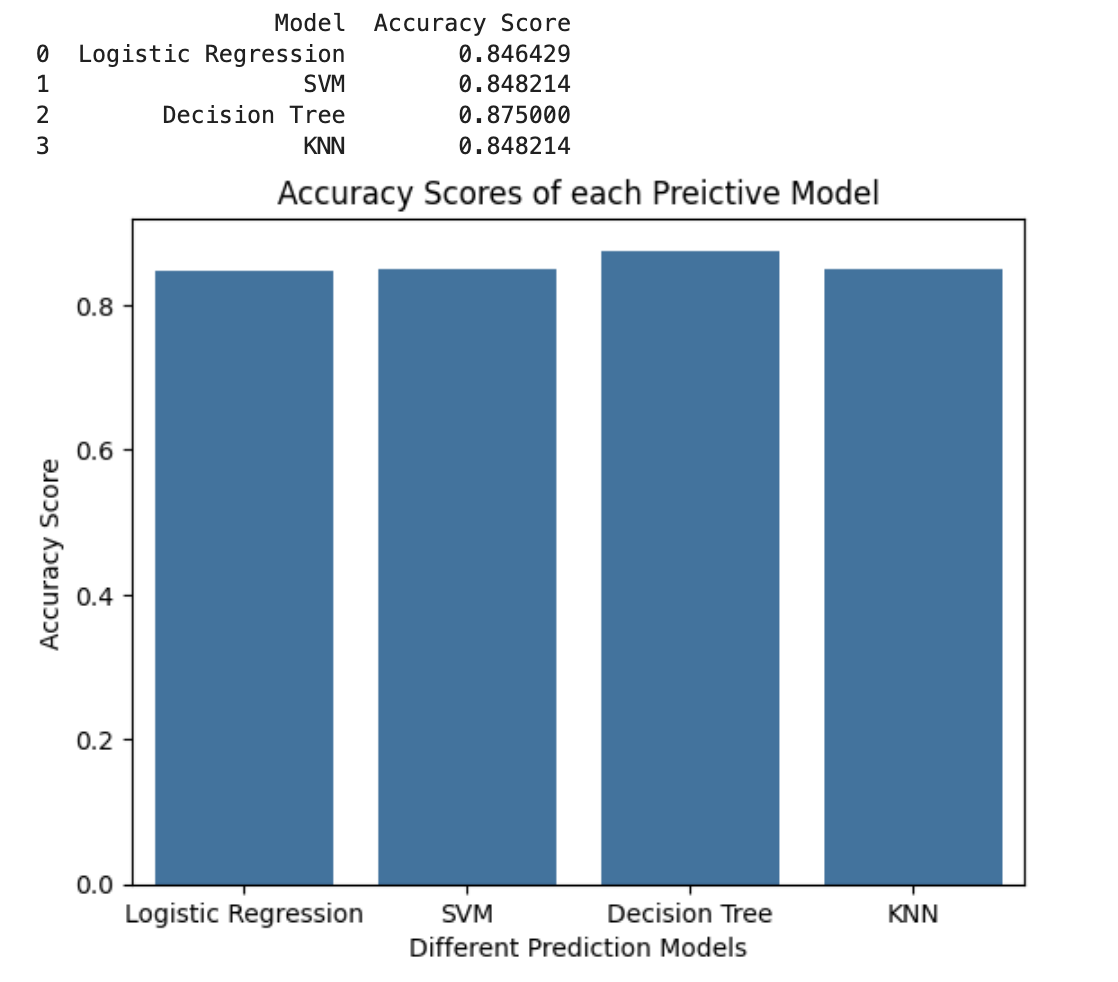 Model Accuracy Score
0 Logistic Regression 0.846429
1 SVM 0.848214
2 Decision Tree 0.875000
3 KNN 0.848214
Accuracy Scores of each Preictive Model
Accuracy Score
0.8
0.6
0.4
0.2
0.0
Logistic Regression SVM Decision Tree KNN
Different Prediction Models